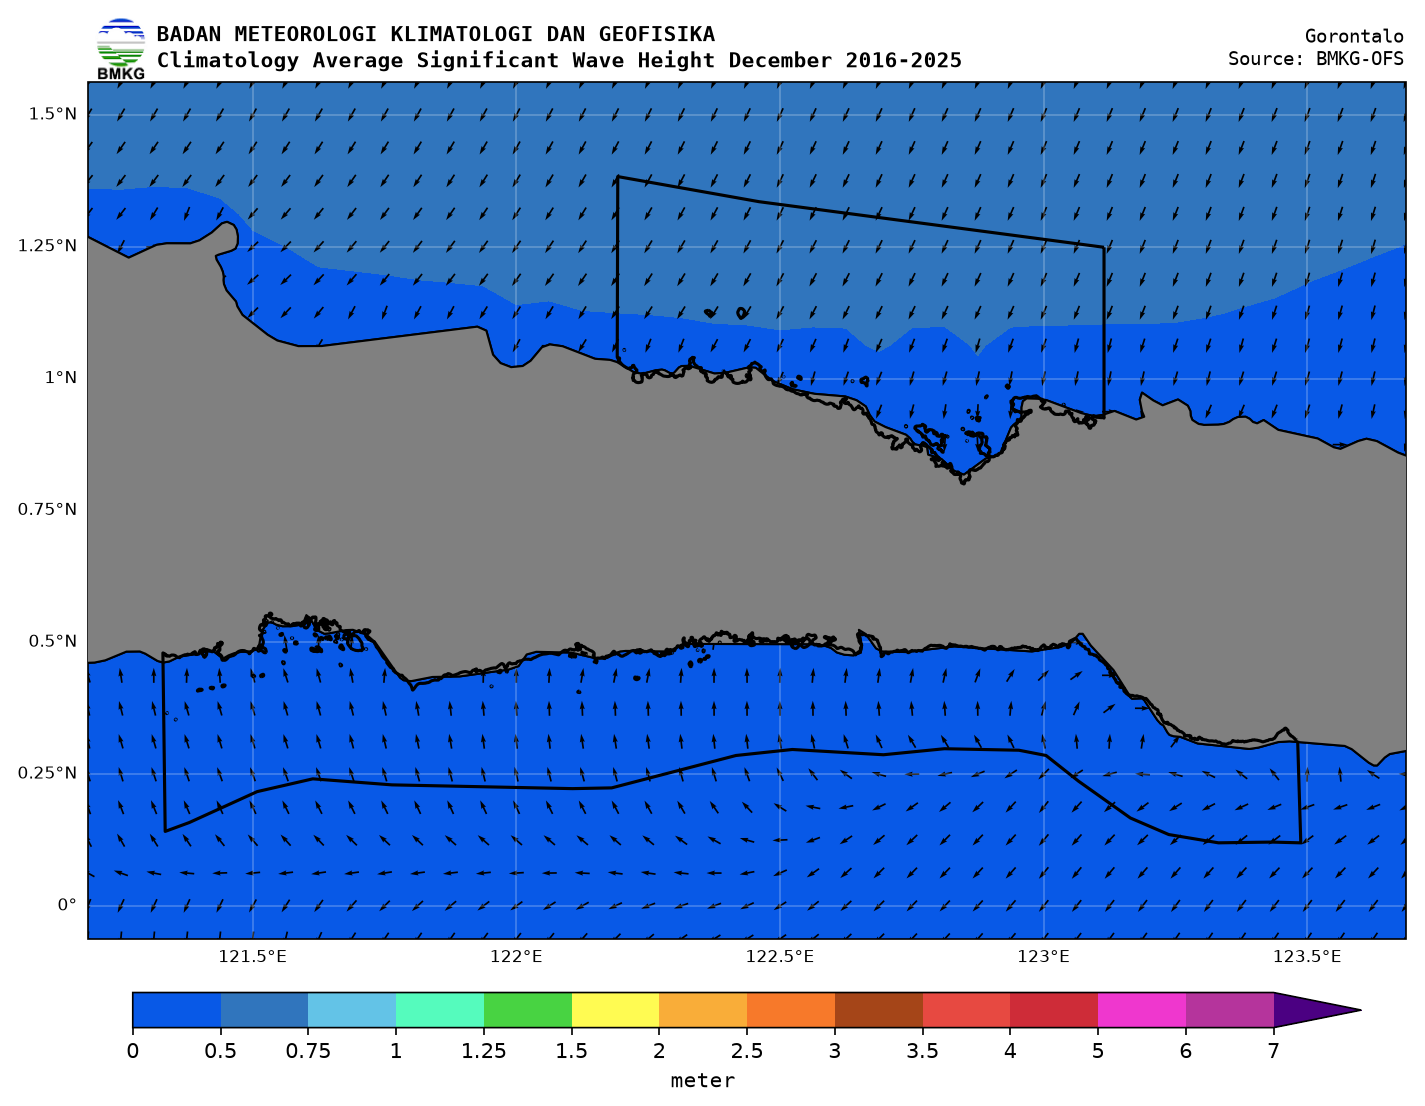 BMKG
BADAN METEOROLOGI KLIMATOLOGI DAN GEOFISIKA
Climatology Average Significant Wave Height December 2016-2025
Gorontalo
Source: BMKG-OFS
1.5°N
1.25°N
1°N
0.75°N
0.5°N
0.25°N
0°
121.5°E 122°E 122.5°E 123°E 123.5°E
0 0.5 0.75 1 1.25 1.5 2 2.5 3 3.5 4 5 6 7
meter